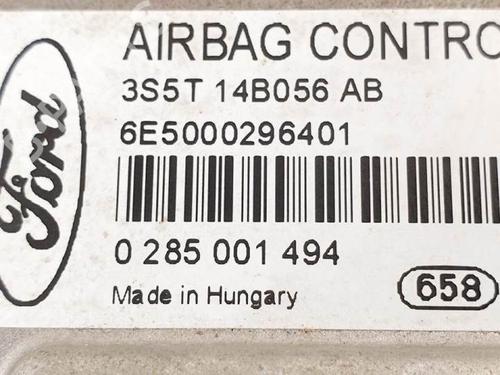 Ford
AIRBAG CONTRO
3S5T 14B056 AB
6E5000296401
0 285 001 494
Made in Hungary
658